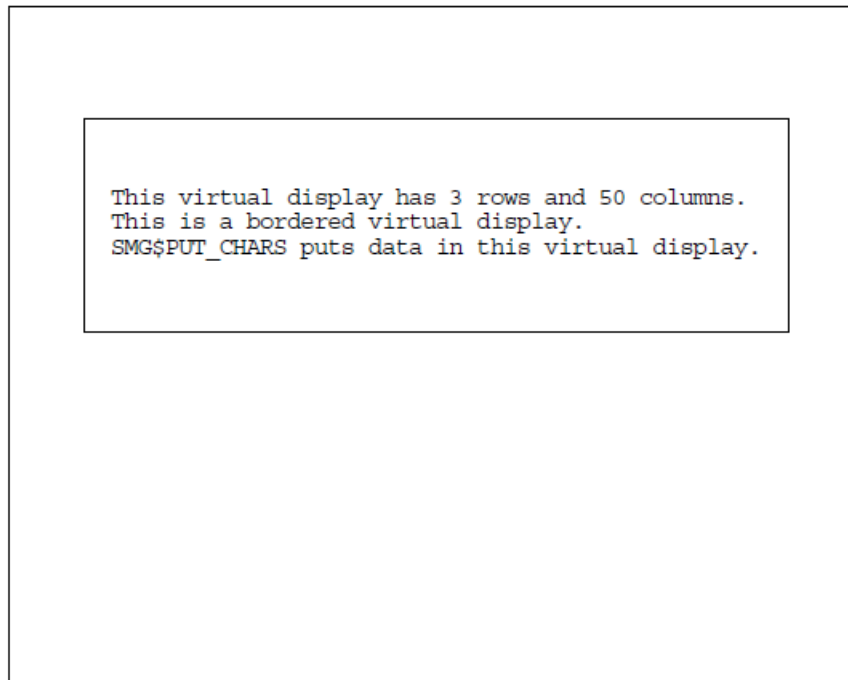 This virtual display has 3 rows and 50 columns.
This is a bordered virtual display.
SMG$PUT_CHARS puts data in this virtual display.